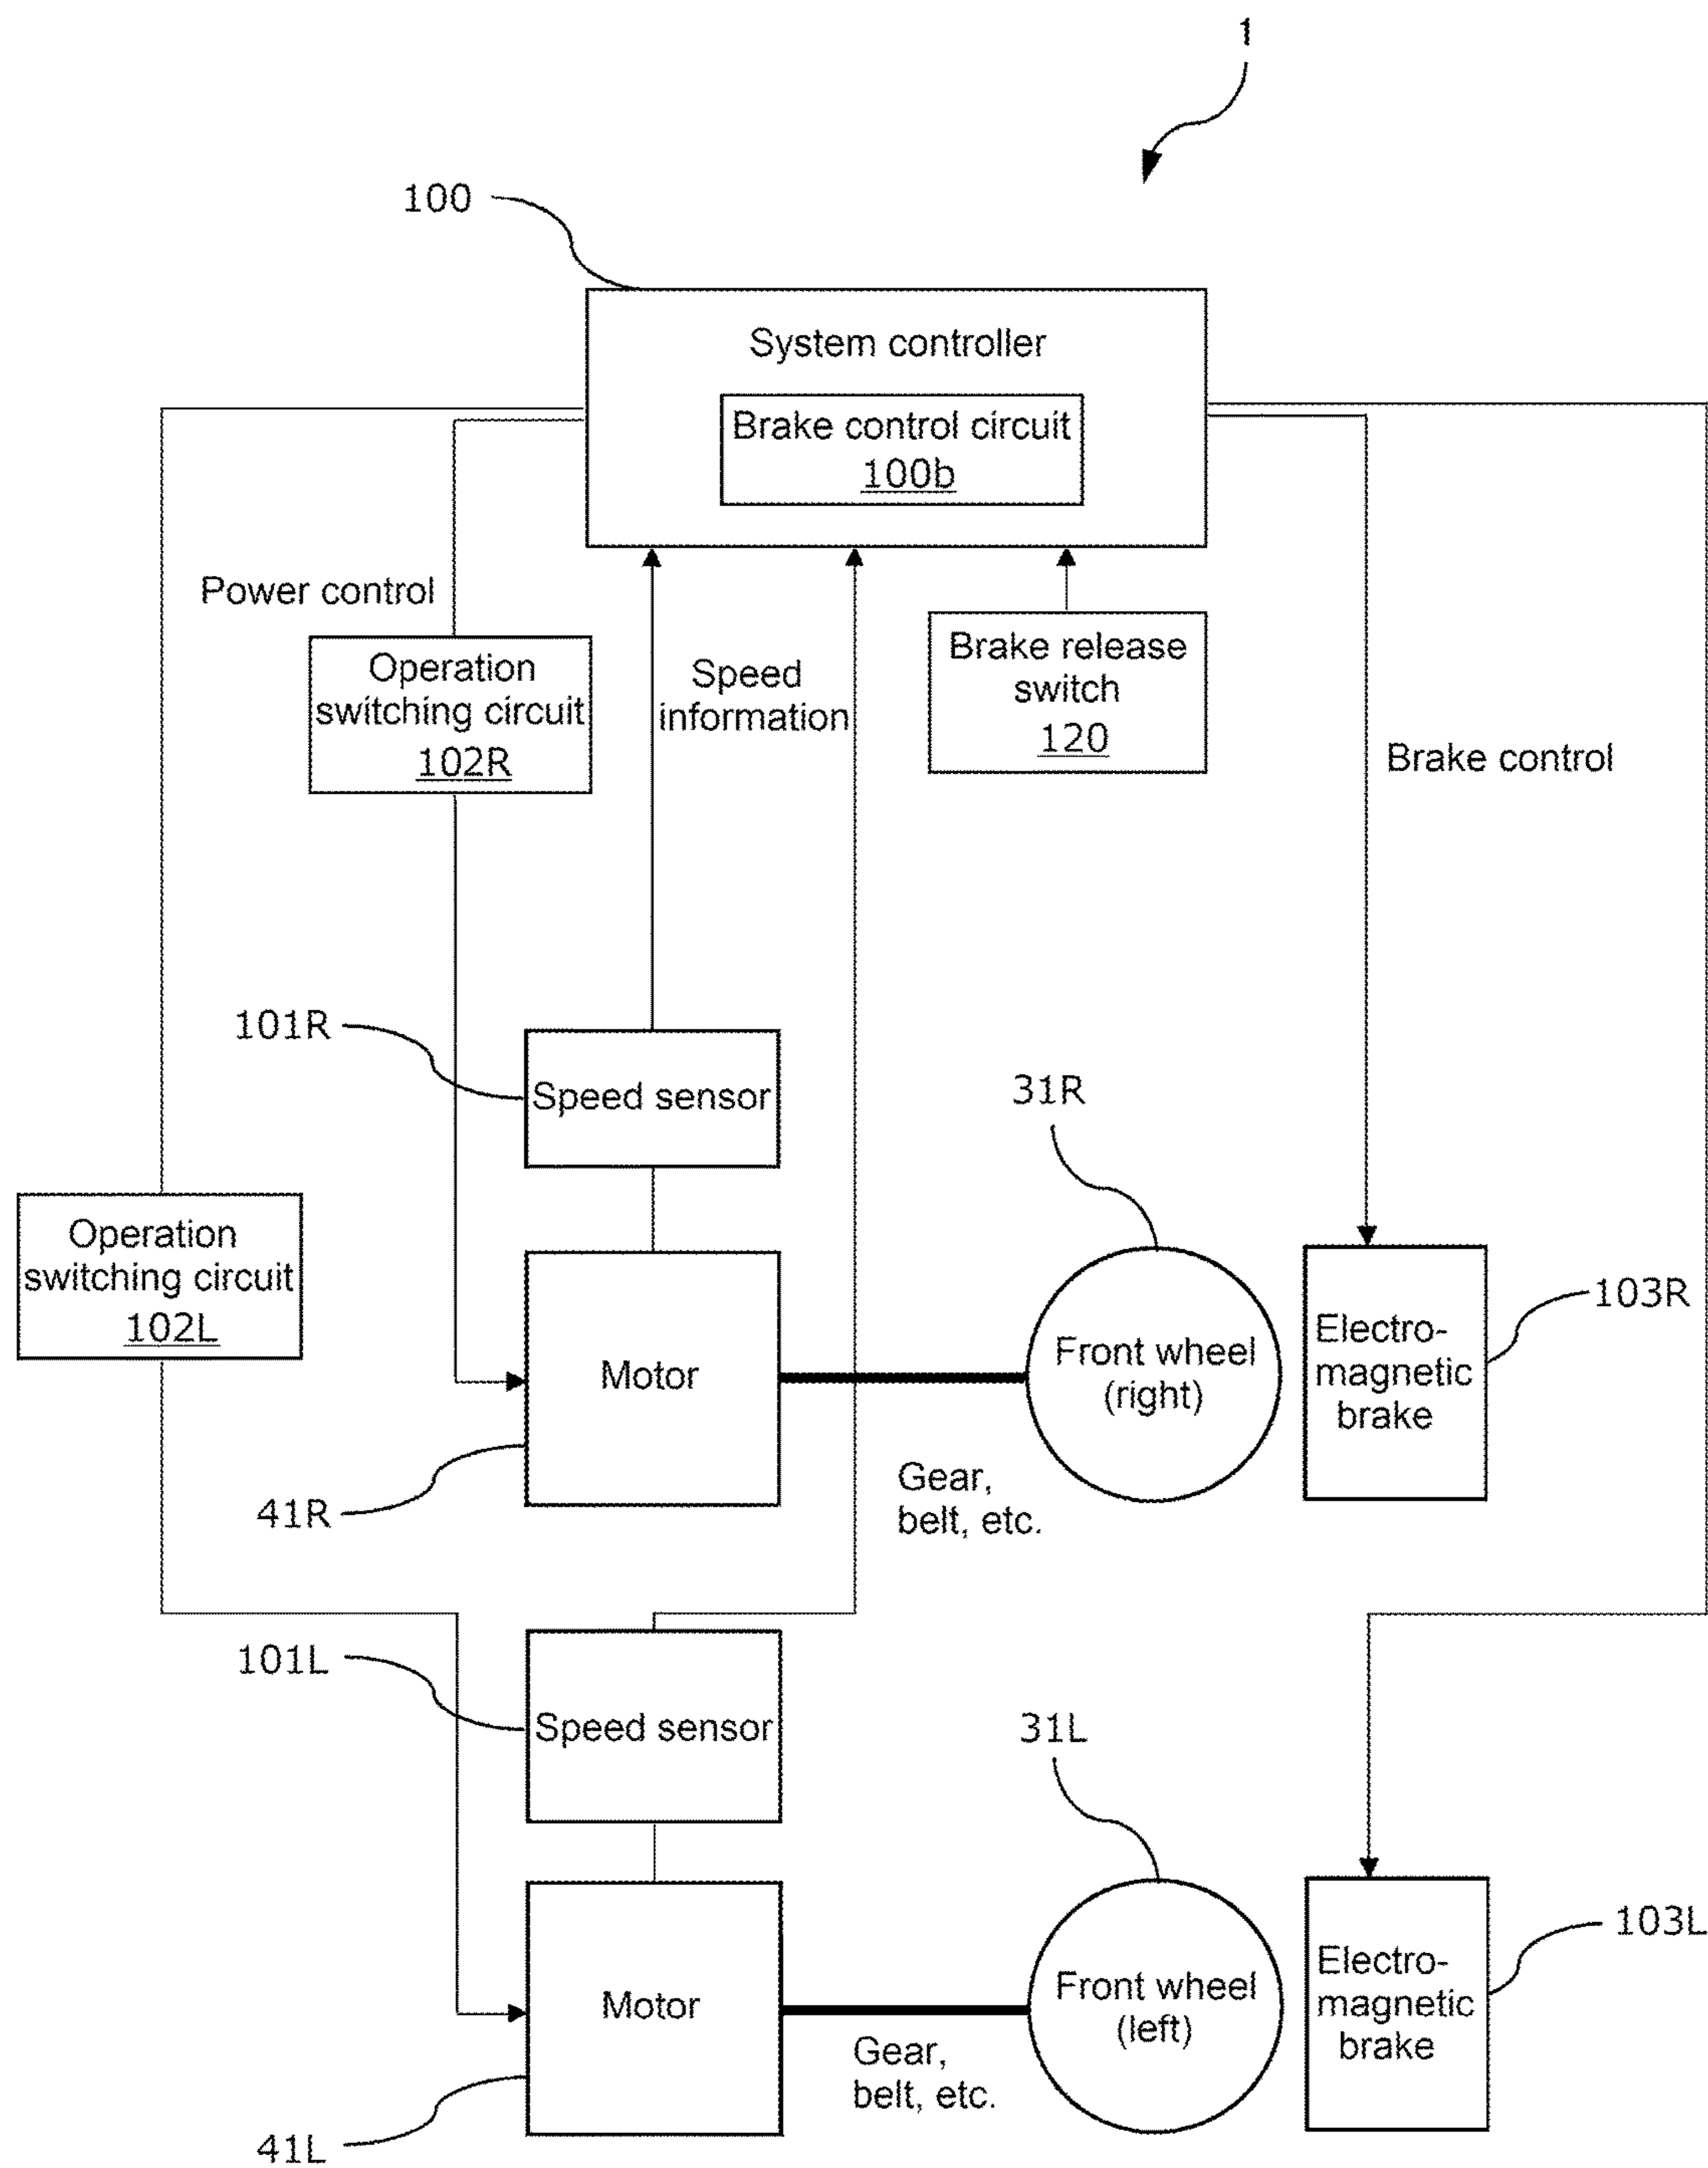 1
100
System controller
Brake control circuit
100b
Power control
Operation
switching circuit
102R
Speed
information
Brake release
switch
120
Brake control
101R
Speed sensor
31R
Operation
switching circuit
102L
Motor
Front wheel
(right)
Electro-
magnetic
brake
103R
41R
Gear,
belt, etc.
101L
Speed sensor
31L
Motor
Front wheel
(left)
Electro-
magnetic
brake
103L
Gear,
belt, etc.
41L